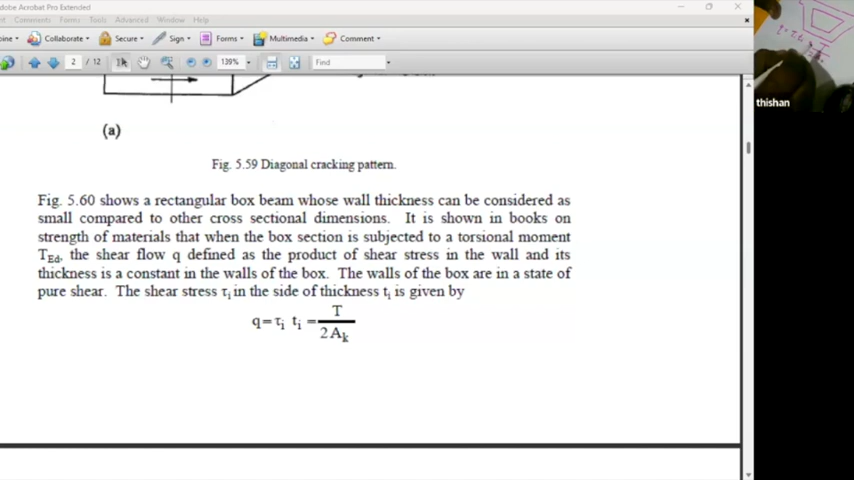 Adobe Acrobat Pro Extended
Comments Forms Tools Advanced Window Help
Collaborate Secure Sign Forms Multimedia Comment
2 / 12 139% Find
(a)
Fig. 5.59 Diagonal cracking pattern.
Fig. 5.60 shows a rectangular box beam whose wall thickness can be considered as
small compared to other cross sectional dimensions. It is shown in books on
strength of materials that when the box section is subjected to a torsional moment
TEd, the shear flow q defined as the product of shear stress in the wall and its
thickness is a constant in the walls of the box. The walls of the box are in a state of
pure shear. The shear stress τi in the side of thickness ti is given by
q = τi ti = T / 2 Ak
thishan